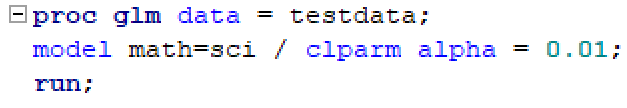 proc glm data = testdata;
model math=sci / clparm alpha = 0.01;
run;